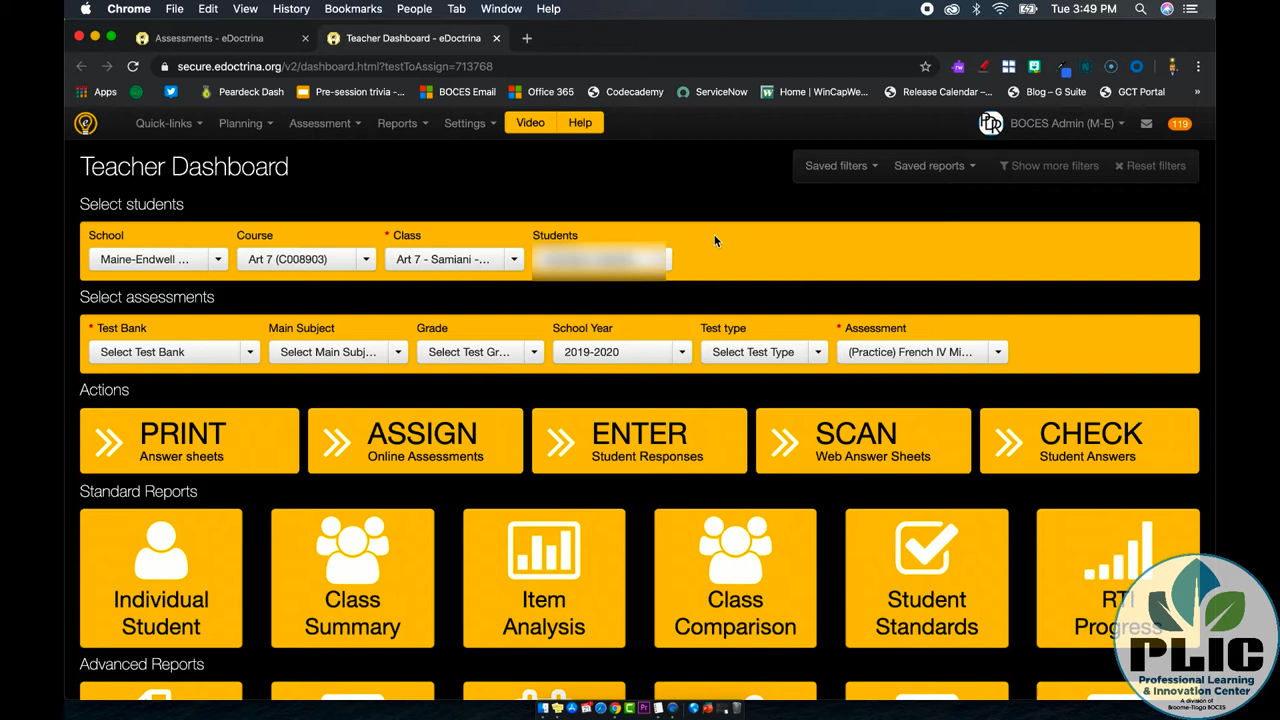 Chrome File Edit View History Bookmarks People Tab Window Help Tue 3:49 PM
Assessments - eDoctrina Teacher Dashboard - eDoctrina
secure.edoctrina.org/v2/dashboard.html?testToAssign=713768
Apps Peardeck Dash Pre-session trivia -... BOCES Email Office 365 Codecademy ServiceNow Home | WinCapWe... Release Calendar –... Blog – G Suite GCT Portal »
Quick-links Planning Assessment Reports Settings Video Help BOCES Admin (M-E) 119
Teacher Dashboard Saved filters Saved reports Show more filters Reset filters
Select students
School Course * Class Students
Maine-Endwell ... Art 7 (C008903) Art 7 - Samiani -...
Select assessments
* Test Bank Main Subject Grade School Year Test type * Assessment
Select Test Bank Select Main Subj... Select Test Gr... 2019-2020 Select Test Type (Practice) French IV Mi...
Actions
PRINT ASSIGN ENTER SCAN CHECK
Answer sheets Online Assessments Student Responses Web Answer Sheets Student Answers
Standard Reports
Individual Class Item Class Student RTI
Student Summary Analysis Comparison Standards Progress
Advanced Reports
PLIC
Professional Learning
& Innovation Center
A division of
Broome-Tioga BOCES